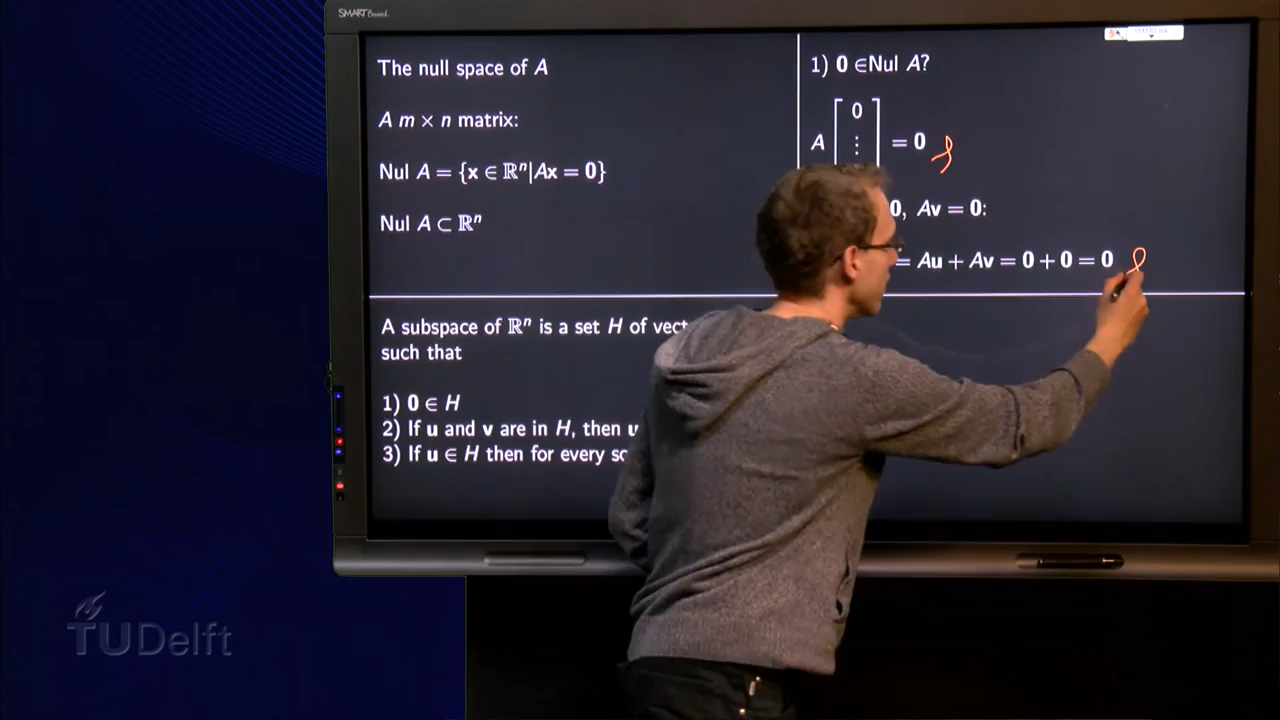 SMART Board
The null space of A
A m × n matrix:
Nul A = {x ∈ ℝⁿ|Ax = 0}
Nul A ⊂ ℝⁿ
1) 0 ∈Nul A?
A [ 0 ⋮ ] = 0
0, Av = 0:
= Au + Av = 0 + 0 = 0
A subspace of ℝⁿ is a set H of
such that
1) 0 ∈ H
2) If u and v are in H, then
3) If u ∈ H then for every
TUDelft